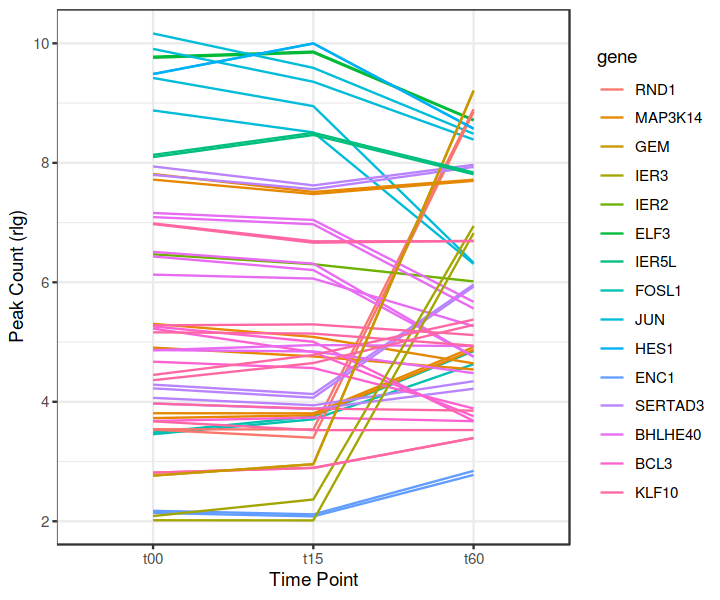 10
8
6
4
2
Peak Count (rlg)
t00 t15 t60
Time Point
gene
RND1
MAP3K14
GEM
IER3
IER2
ELF3
IER5L
FOSL1
JUN
HES1
ENC1
SERTAD3
BHLHE40
BCL3
KLF10